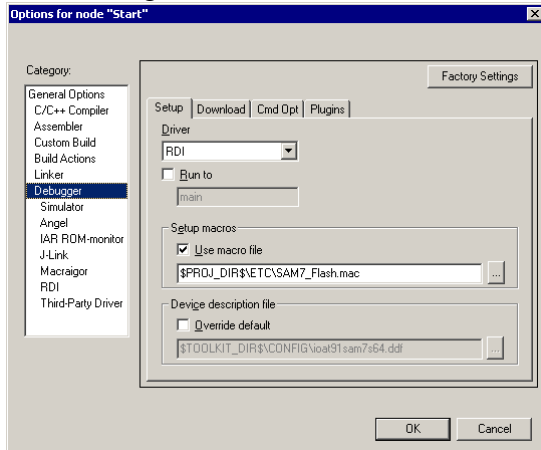 Options for node "Start"
Category:
General Options
C/C++ Compiler
Assembler
Custom Build
Build Actions
Linker
Debugger
Simulator
Angel
IAR ROM-monitor
J-Link
Macraigor
RDI
Third-Party Driver
Factory Settings
Setup Download Cmd Opt Plugins
Driver
RDI
Run to
main
Setup macros
Use macro file
$PROJ_DIR$\ETC\SAM7_Flash.mac
...
Device description file
Override default
$TOOLKIT_DIR$\CONFIG\ioat91sam7s64.ddf
...
OK Cancel